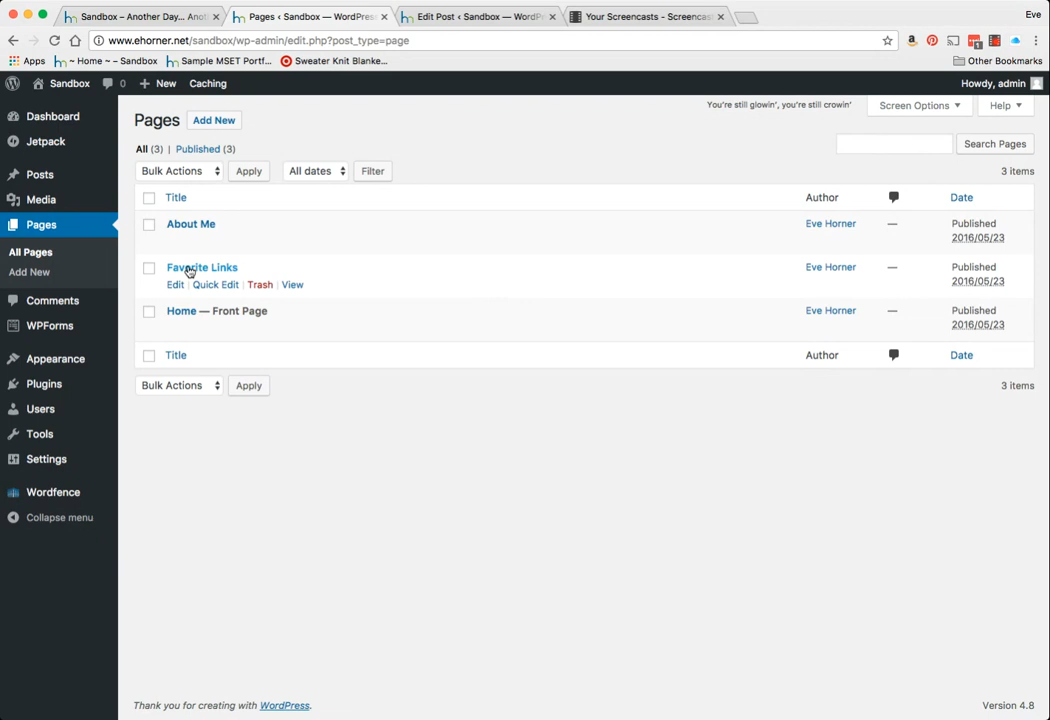 Sandbox – Another Day... An
Pages < Sandbox — WordPress
Edit Post < Sandbox — WordP
Your Screencasts - Screencas
Eve
www.ehorner.net/sandbox/wp-admin/edit.php?post_type=page
Apps
~ Home ~ – Sandbox
Sample MSET Portf...
Sweater Knit Blanke...
Other Bookmarks
Sandbox
0
New
Caching
Howdy, admin
Dashboard
Jetpack
Posts
Media
Pages
All Pages
Add New
Comments
WPForms
Appearance
Plugins
Users
Tools
Settings
Wordfence
Collapse menu
You're still glowin', you're still crowin'
Screen Options
Help
Pages
Add New
All (3) | Published (3)
Search Pages
Bulk Actions
Apply
All dates
Filter
3 items
Title
Author
Date
About Me
Eve Horner
—
Published
2016/05/23
Favorite Links
Eve Horner
—
Published
2016/05/23
Edit | Quick Edit | Trash | View
Home — Front Page
Eve Horner
—
Published
2016/05/23
Title
Author
Date
Bulk Actions
Apply
3 items
Thank you for creating with WordPress.
Version 4.8